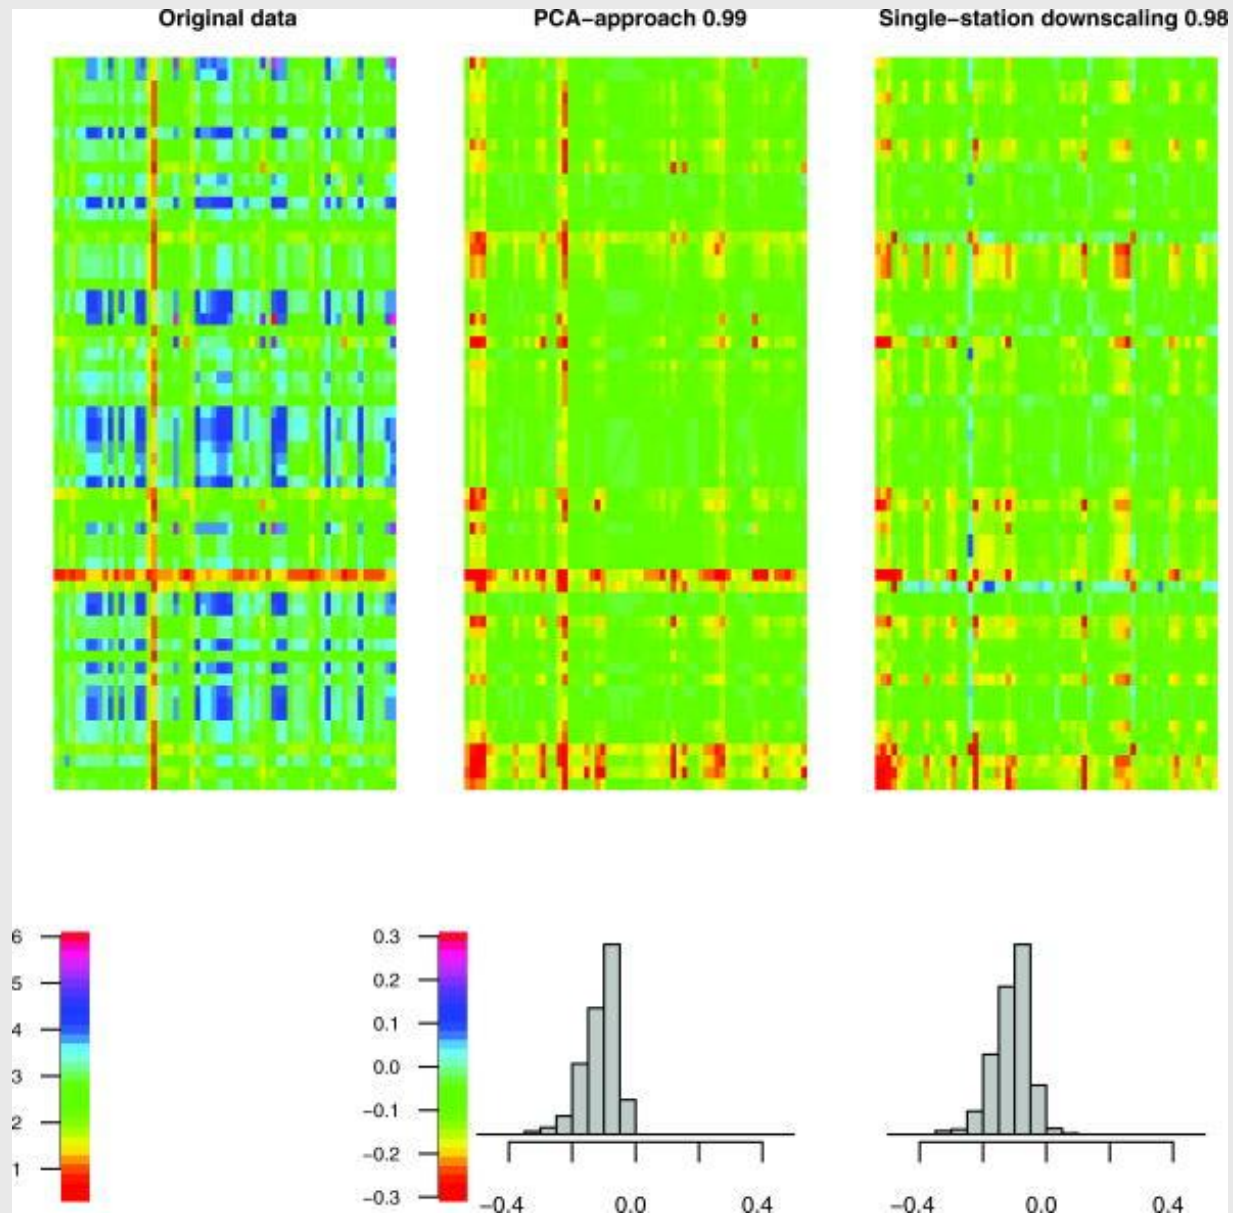 Original data
PCA−approach 0.99
Single−station downscaling 0.98
6
5
4
3
2
1
0.3
0.2
0.1
0.0
−0.1
−0.2
−0.3
−0.4 0.0 0.4
−0.4 0.0 0.4